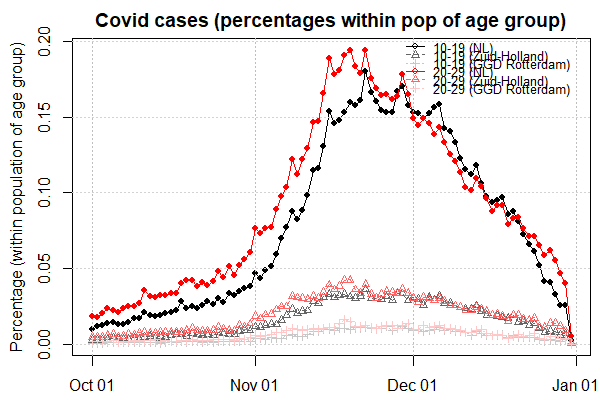 Covid cases (percentages within pop of age group)
Percentage (within population of age group)
0.20
0.15
0.10
0.05
0.00
10-19 (NL)
10-19 (Zuid-Holland)
10-19 (GGD Rotterdam)
20-29 (NL)
20-29 (Zuid-Holland)
20-29 (GGD Rotterdam)
Oct 01
Nov 01
Dec 01
Jan 01